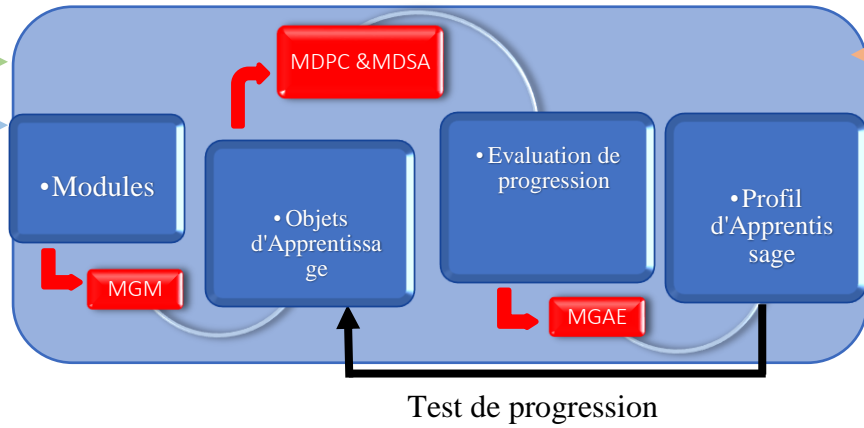 MDPC &MDSA
•Modules
MGM
•Objets
d'Apprentissa
ge
•Evaluation de
progression
MGAE
•Profil
d'Apprentis
sage
Test de progression